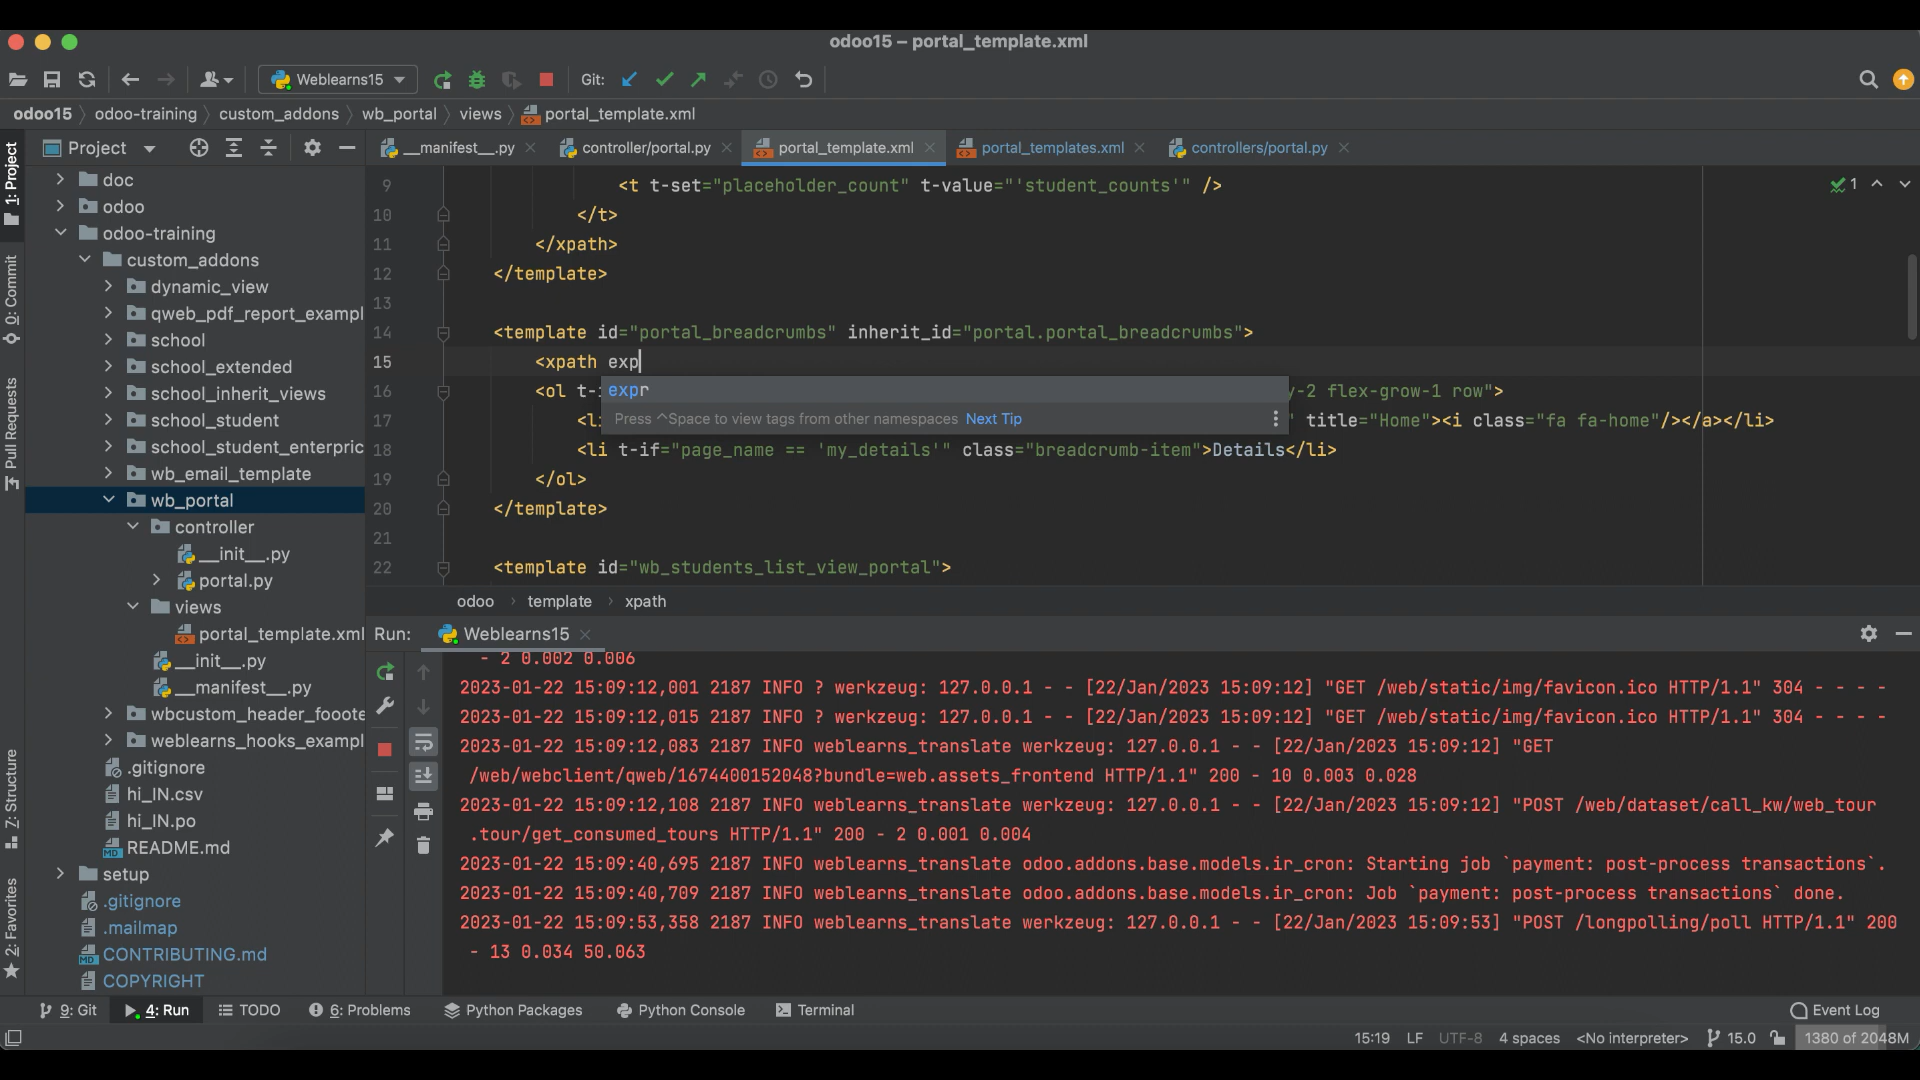 odoo15 – portal_template.xml
Weblearns15
Git:
odoo15 odoo-training custom_addons wb_portal views portal_template.xml
1: Project
0: Commit
Pull Requests
Z: Structure
2: Favorites
Project
doc
odoo
odoo-training
custom_addons
dynamic_view
qweb_pdf_report_exampl
school
school_extended
school_inherit_views
school_student
school_student_enterpric
wb_email_template
wb_portal
controller
__init__.py
portal.py
views
portal_template.xml
__init__.py
__manifest__.py
wbcustom_header_fooote
weblearns_hooks_exampl
.gitignore
hi_IN.csv
hi_IN.po
README.md
setup
.gitignore
.mailmap
CONTRIBUTING.md
COPYRIGHT
__manifest__.py controller/portal.py portal_template.xml portal_templates.xml controllers/portal.py
9 <t t-set="placeholder_count" t-value="'student_counts'" />
1
10 </t>
11 </xpath>
12 </template>
13
14 <template id="portal_breadcrumbs" inherit_id="portal.portal_breadcrumbs">
15 <xpath exp
16 <ol t- -2 flex-grow-1 row">
expr
17 <li " title="Home"><i class="fa fa-home"/></a></li>
Press ^Space to view tags from other namespaces Next Tip
18 <li t-if="page_name == 'my_details'" class="breadcrumb-item">Details</li>
19 </ol>
20 </template>
21
22 <template id="wb_students_list_view_portal">
odoo template xpath
Run: Weblearns15
- 2 0.002 0.006
2023-01-22 15:09:12,001 2187 INFO ? werkzeug: 127.0.0.1 - - [22/Jan/2023 15:09:12] "GET /web/static/img/favicon.ico HTTP/1.1" 304 - - - -
2023-01-22 15:09:12,015 2187 INFO ? werkzeug: 127.0.0.1 - - [22/Jan/2023 15:09:12] "GET /web/static/img/favicon.ico HTTP/1.1" 304 - - - -
2023-01-22 15:09:12,083 2187 INFO weblearns_translate werkzeug: 127.0.0.1 - - [22/Jan/2023 15:09:12] "GET
/web/webclient/qweb/1674400152048?bundle=web.assets_frontend HTTP/1.1" 200 - 10 0.003 0.028
2023-01-22 15:09:12,108 2187 INFO weblearns_translate werkzeug: 127.0.0.1 - - [22/Jan/2023 15:09:12] "POST /web/dataset/call_kw/web_tour
.tour/get_consumed_tours HTTP/1.1" 200 - 2 0.001 0.004
2023-01-22 15:09:40,695 2187 INFO weblearns_translate odoo.addons.base.models.ir_cron: Starting job `payment: post-process transactions`.
2023-01-22 15:09:40,709 2187 INFO weblearns_translate odoo.addons.base.models.ir_cron: Job `payment: post-process transactions` done.
2023-01-22 15:09:53,358 2187 INFO weblearns_translate werkzeug: 127.0.0.1 - - [22/Jan/2023 15:09:53] "POST /longpolling/poll HTTP/1.1" 200
- 13 0.034 50.063
9: Git 4: Run TODO 6: Problems Python Packages Python Console Terminal Event Log
15:19 LF UTF-8 4 spaces <No interpreter> 15.0 1380 of 2048M